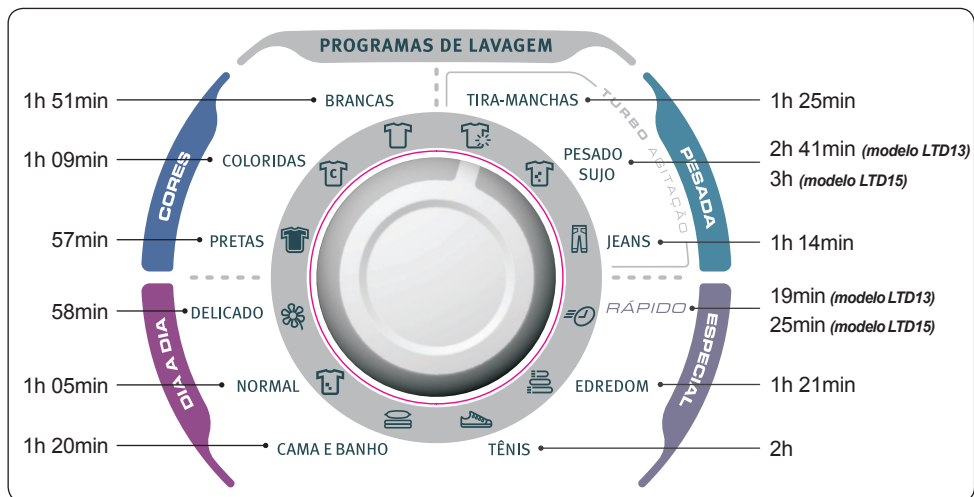 PROGRAMAS DE LAVAGEM
CORES
1h 51min
BRANCAS
1h 09min
COLORIDAS
C
57min
PRETAS
DIA A DIA
58min
DELICADO
1h 05min
NORMAL
1h 20min
CAMA E BANHO
TURBO AGITAÇÃO
PESADA
TIRA-MANCHAS
1h 25min
PESADO
SUJO
2h 41min (modelo LTD13)
3h (modelo LTD15)
JEANS
1h 14min
ESPECIAL
RÁPIDO
19min (modelo LTD13)
25min (modelo LTD15)
EDREDOM
1h 21min
TÊNIS
2h